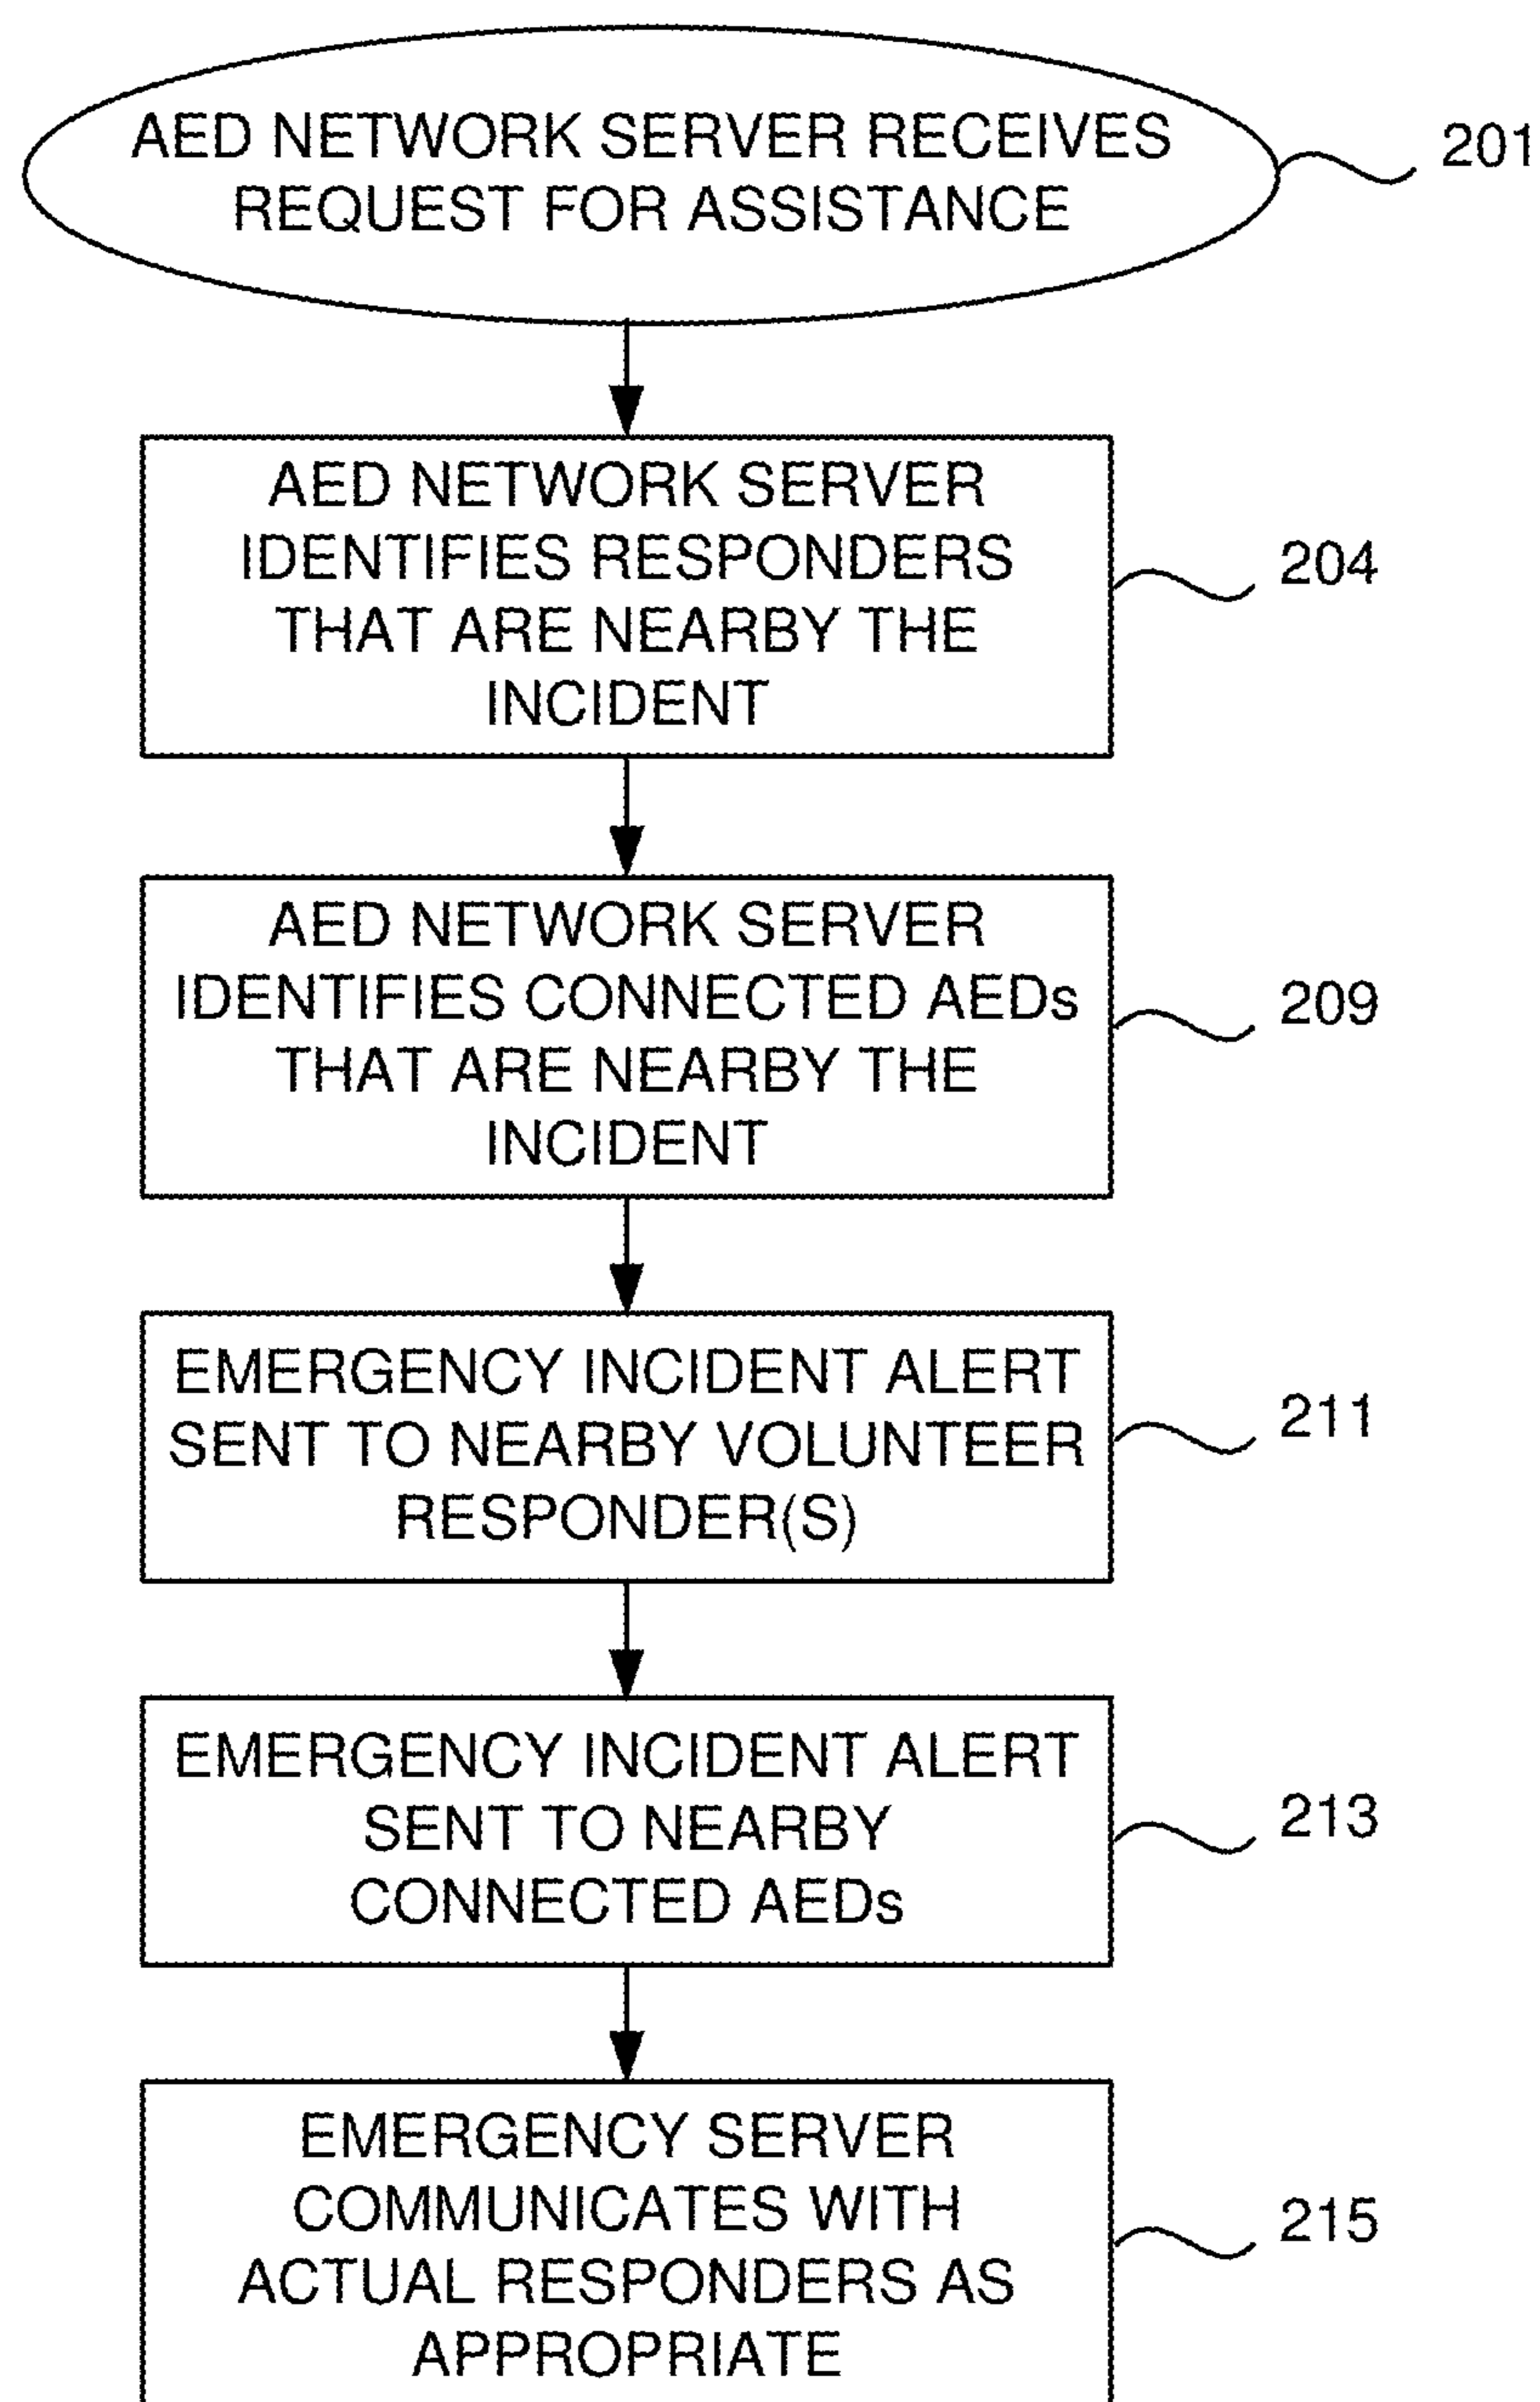 AED NETWORK SERVER RECEIVES
REQUEST FOR ASSISTANCE
201
AED NETWORK SERVER
IDENTIFIES RESPONDERS
THAT ARE NEARBY THE
INCIDENT
204
AED NETWORK SERVER
IDENTIFIES CONNECTED AEDs
THAT ARE NEARBY THE
INCIDENT
209
EMERGENCY INCIDENT ALERT
SENT TO NEARBY VOLUNTEER
RESPONDER(S)
211
EMERGENCY INCIDENT ALERT
SENT TO NEARBY
CONNECTED AEDs
213
EMERGENCY SERVER
COMMUNICATES WITH
ACTUAL RESPONDERS AS
APPROPRIATE
215